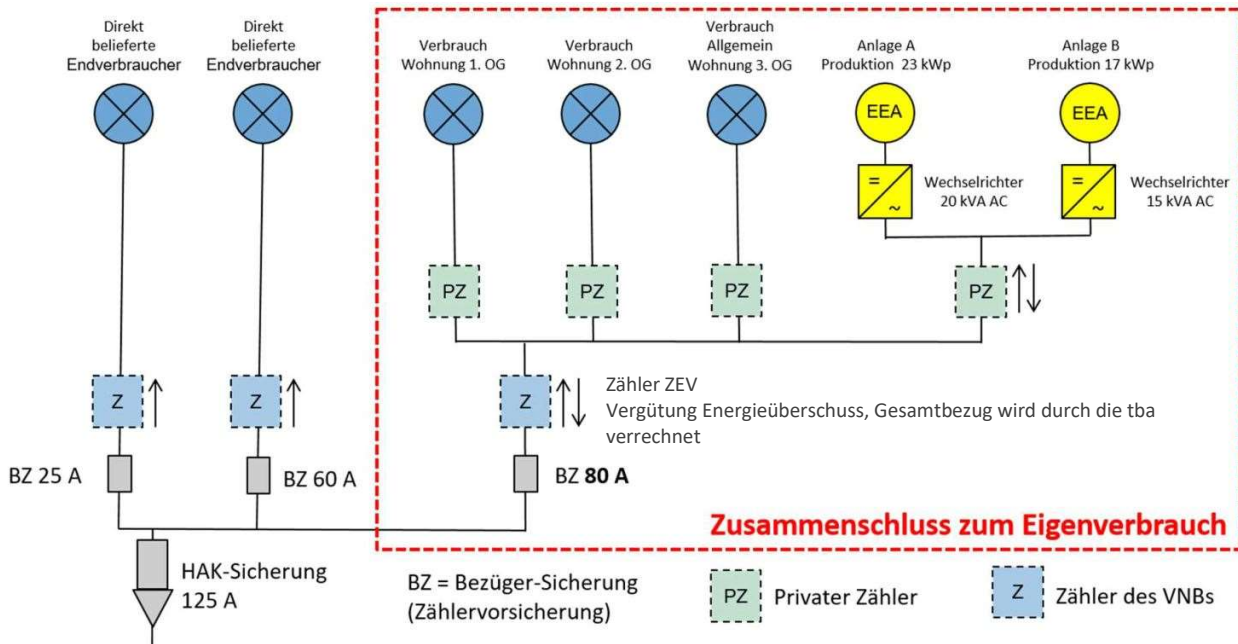 Direkt
belieferte
Endverbraucher
Direkt
belieferte
Endverbraucher
Verbrauch
Wohnung 1. OG
Verbrauch
Wohnung 2. OG
Verbrauch
Allgemein
Wohnung 3. OG
Anlage A
Produktion 23 kWp
Anlage B
Produktion 17 kWp
EEA
EEA
=
~
Wechselrichter
20 kVA AC
=
~
Wechselrichter
15 kVA AC
PZ
PZ
PZ
PZ
Z
Z
Z
Zähler ZEV
Vergütung Energieüberschuss, Gesamtbezug wird durch die tba
verrechnet
BZ 25 A
BZ 60 A
BZ 80 A
Zusammenschluss zum Eigenverbrauch
HAK-Sicherung
125 A
BZ = Bezüger-Sicherung
(Zählervorsicherung)
PZ
Privater Zähler
Z
Zähler des VNBs